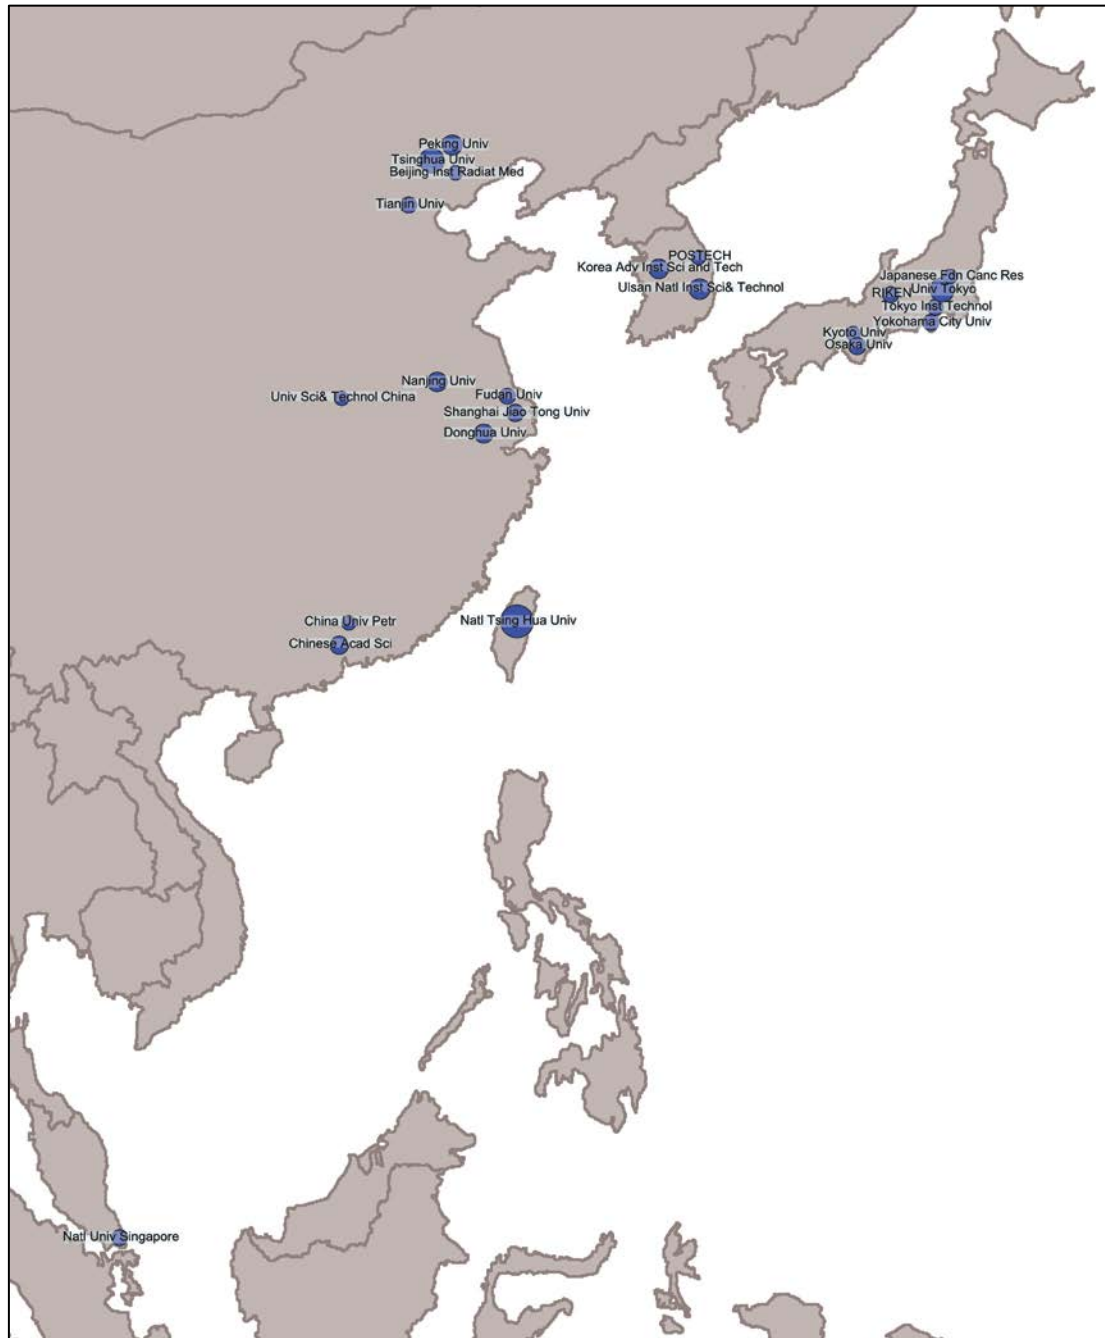 Peking Univ
Tsinghua Univ
Beijing Inst Radiat Med
Tianjin Univ
POSTECH
Korea Adv Inst Sci and Tech
Ulsan Natl Inst Sci& Technol
Japanese Fdn Canc Res
Univ Tokyo
RIKEN
Tokyo Inst Technol
Yokohama City Univ
Kyoto Univ
Osaka Univ
Nanjing Univ
Univ Sci& Technol China
Fudan Univ
Shanghai Jiao Tong Univ
Donghua Univ
China Univ Petr
Natl Tsing Hua Univ
Chinese Acad Sci
Natl Univ Singapore